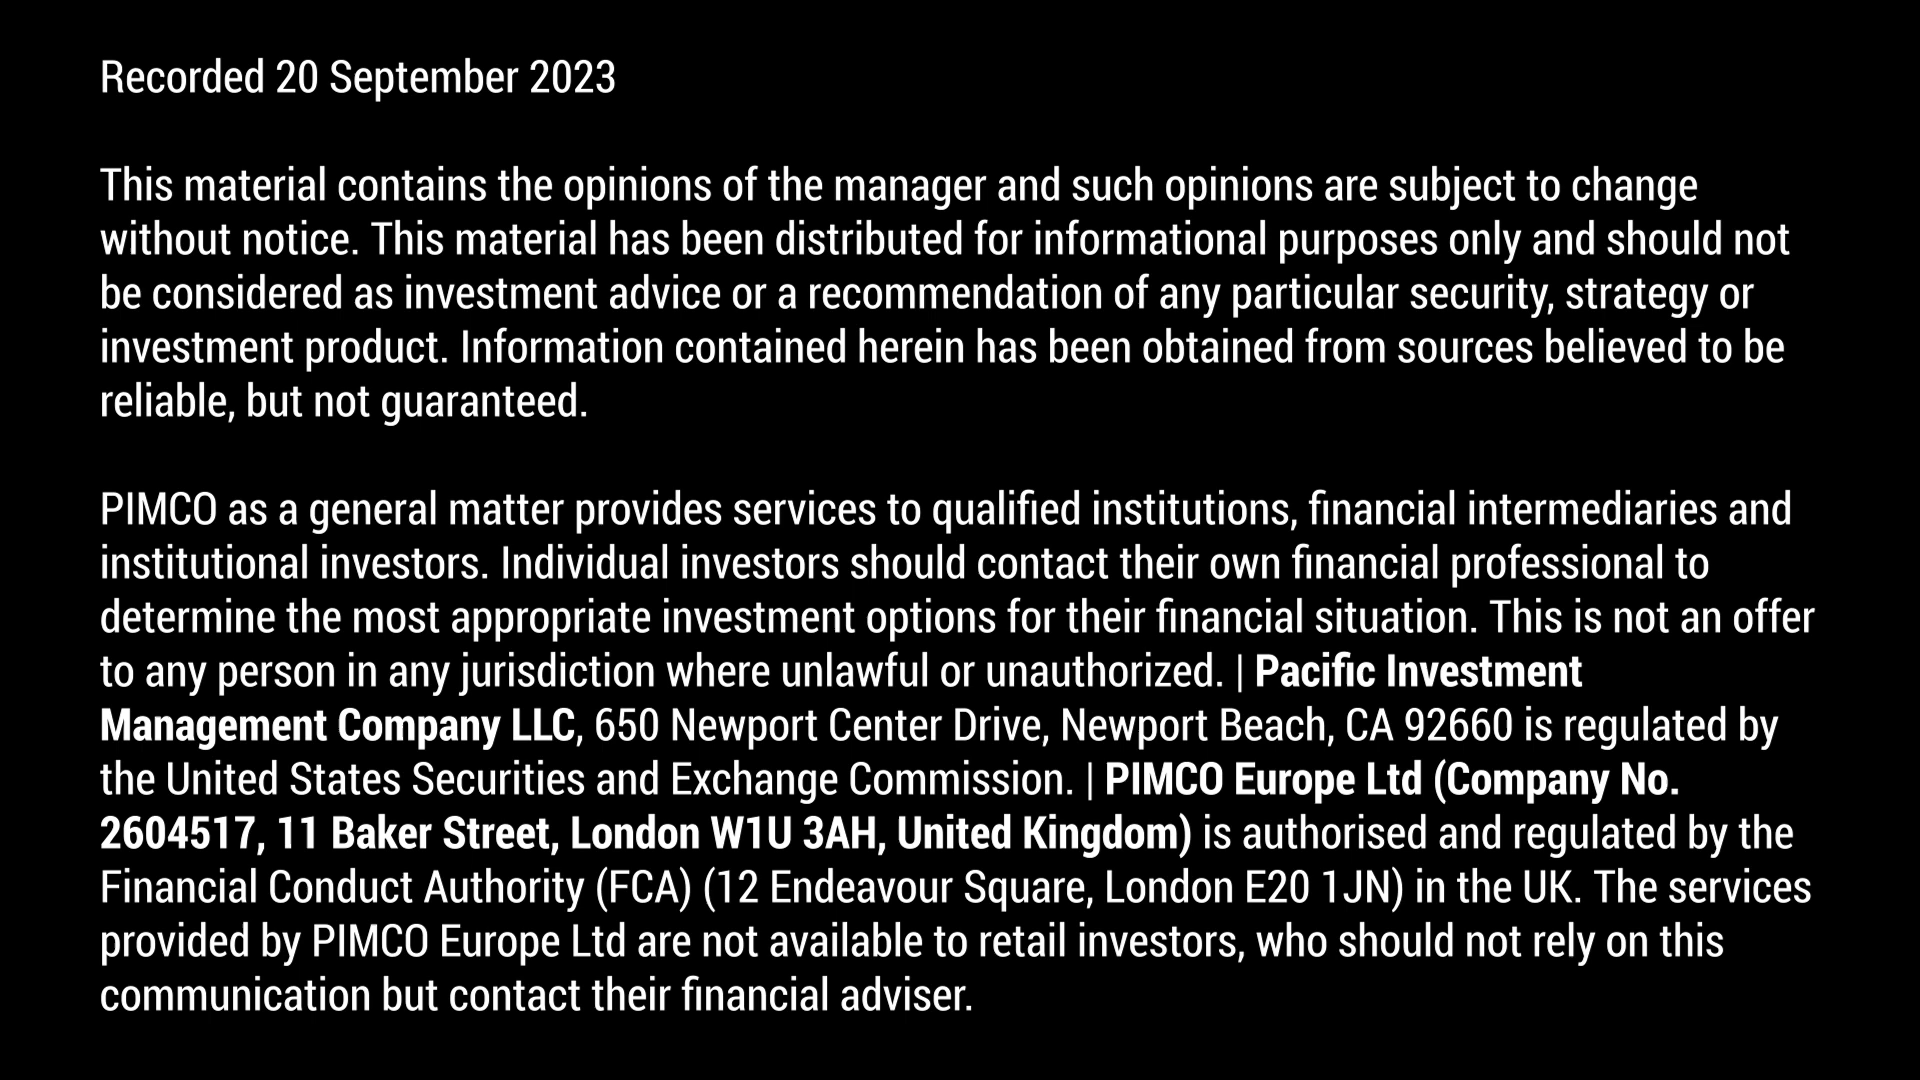 Recorded 20 September 2023
This material contains the opinions of the manager and such opinions are subject to change
without notice. This material has been distributed for informational purposes only and should not
be considered as investment advice or a recommendation of any particular security, strategy or
investment product. Information contained herein has been obtained from sources believed to be
reliable, but not guaranteed.
PIMCO as a general matter provides services to qualified institutions, financial intermediaries and
institutional investors. Individual investors should contact their own financial professional to
determine the most appropriate investment options for their financial situation. This is not an offer
to any person in any jurisdiction where unlawful or unauthorized. | Pacific Investment
Management Company LLC, 650 Newport Center Drive, Newport Beach, CA 92660 is regulated by
the United States Securities and Exchange Commission. | PIMCO Europe Ltd (Company No.
2604517, 11 Baker Street, London W1U 3AH, United Kingdom) is authorised and regulated by the
Financial Conduct Authority (FCA) (12 Endeavour Square, London E20 1JN) in the UK. The services
provided by PIMCO Europe Ltd are not available to retail investors, who should not rely on this
communication but contact their financial adviser.